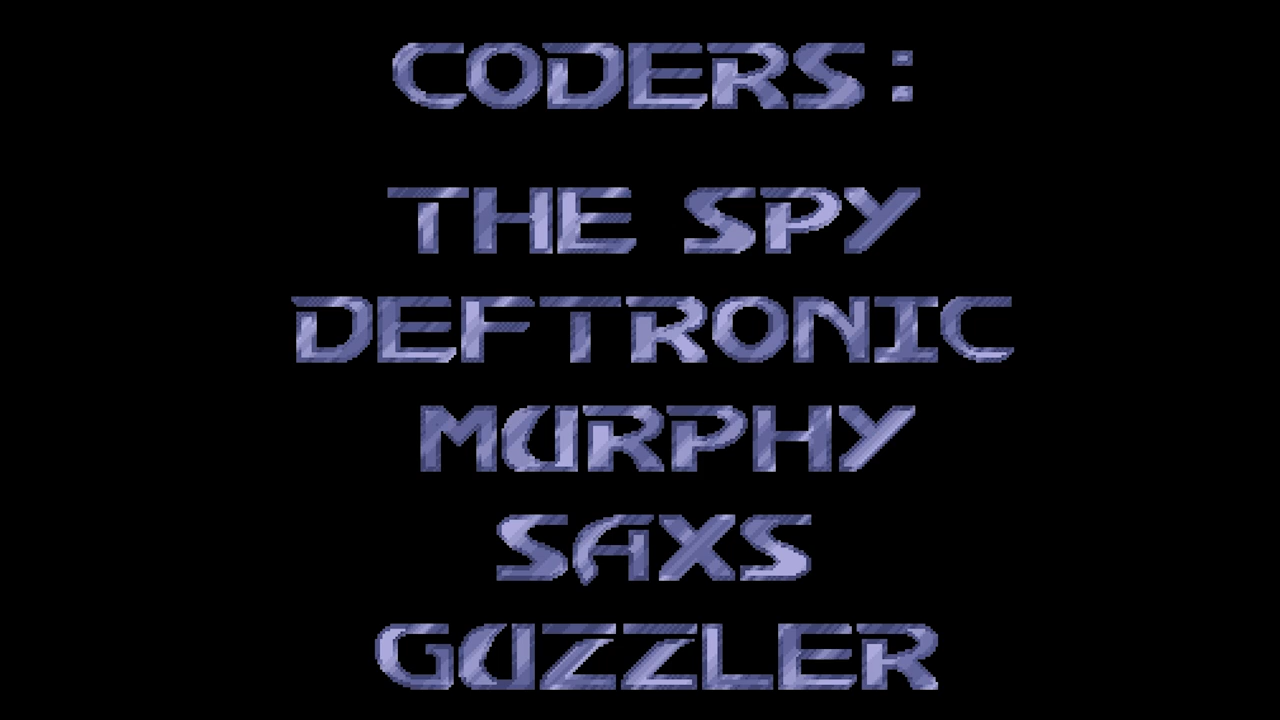 CODERS :
THE SPY
DEFTRONIC
MURPHY
SAXS
GUZZLER